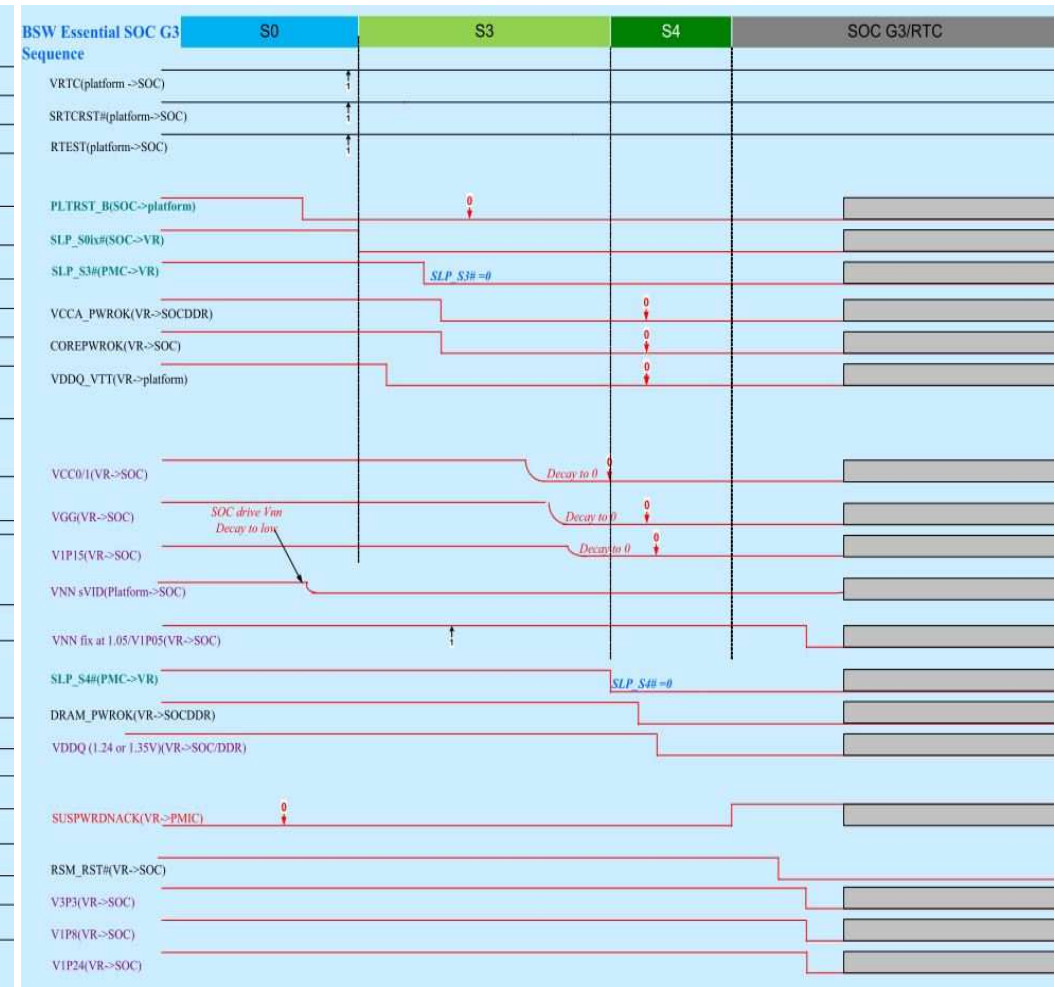 BSW Essential SOC G3 S0 S3 S4 SOC G3/RTC
Sequence
VRTC(platform ->SOC)
1
SRTCRST#(platform->SOC)
1
RTEST(platform->SOC)
1
PLTRST_B(SOC->platform)
0
SLP_S0ix#(SOC->VR)
SLP_S3#(PMC->VR)
SLP_S3# =0
VCCA_PWROK(VR->SOCDDR)
0
COREPWROK(VR->SOC)
0
VDDQ_VTT(VR->platform)
0
VCC0/1(VR->SOC)
Decay to 0
0
VGG(VR->SOC)
SOC drive Vnn
Decay to low
Decay to 0
0
V1P15(VR->SOC)
Decay to 0
0
VNN sVID(Platform->SOC)
VNN fix at 1.05/V1P05(VR->SOC)
1
SLP_S4#(PMC->VR)
SLP_S4# =0
DRAM_PWROK(VR->SOCDDR)
VDDQ (1.24 or 1.35V)(VR->SOC/DDR)
SUSPWRDNACK(VR->PMIC)
0
RSM_RST#(VR->SOC)
V3P3(VR->SOC)
V1P8(VR->SOC)
V1P24(VR->SOC)